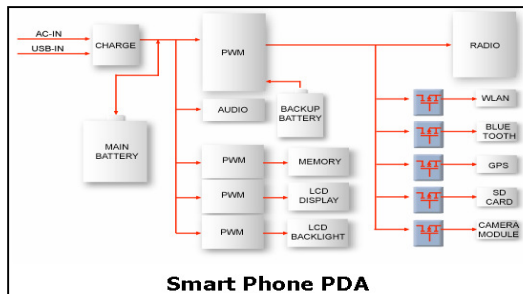 AC-IN
USB-IN
CHARGE
MAIN
BATTERY
PWM
AUDIO
BACKUP
BATTERY
PWM
MEMORY
PWM
LCD
DISPLAY
PWM
LCD
BACKLIGHT
RADIO
WLAN
BLUE
TOOTH
GPS
SD
CARD
CAMERA
MODULE
Smart Phone PDA